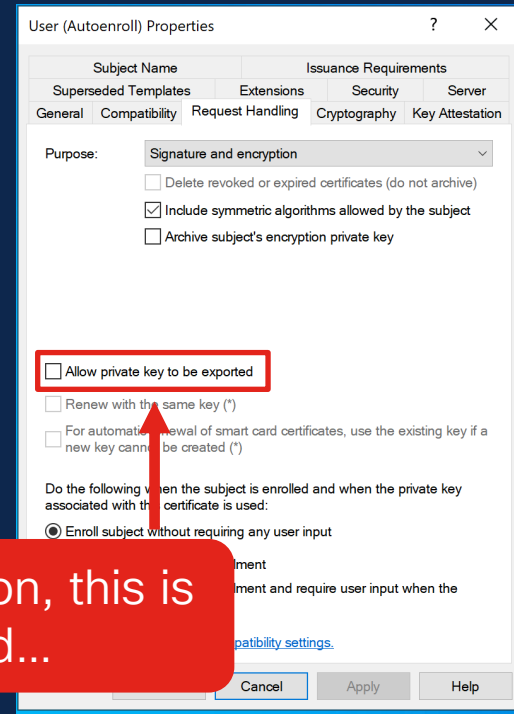 User (Autoenroll) Properties ? ×
Subject Name Issuance Requirements
Superseded Templates Extensions Security Server
General Compatibility Request Handling Cryptography Key Attestation
Purpose: Signature and encryption
Delete revoked or expired certificates (do not archive)
Include symmetric algorithms allowed by the subject
Archive subject's encryption private key
Allow private key to be exported
Renew with the same key (*)
For automatic renewal of smart card certificates, use the existing key if a
new key cannot be created (*)
Do the following when the subject is enrolled and when the private key
associated with this certificate is used:
Enroll subject without requiring any user input
lment
lment and require user input when the
on, this is
d...
patibility settings.
Cancel Apply Help